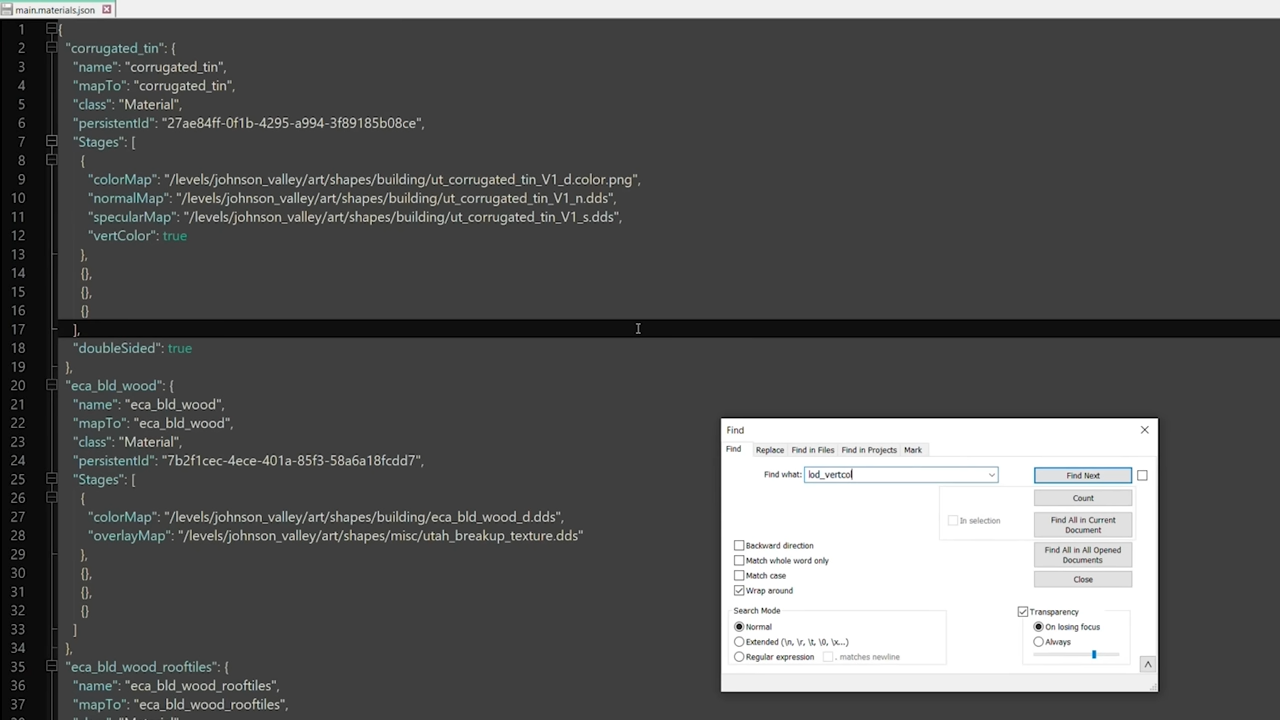 main.materials.json
1 {
2 "corrugated_tin": {
3 "name": "corrugated_tin",
4 "mapTo": "corrugated_tin",
5 "class": "Material",
6 "persistentId": "27ae84ff-0f1b-4295-a994-3f89185b08ce",
7 "Stages": [
8 {
9 "colorMap": "/levels/johnson_valley/art/shapes/building/ut_corrugated_tin_V1_d.color.png",
10 "normalMap": "/levels/johnson_valley/art/shapes/building/ut_corrugated_tin_V1_n.dds",
11 "specularMap": "/levels/johnson_valley/art/shapes/building/ut_corrugated_tin_V1_s.dds",
12 "vertColor": true
13 },
14 {},
15 {},
16 {}
17 ],
18 "doubleSided": true
19 },
20 "eca_bld_wood": {
21 "name": "eca_bld_wood",
22 "mapTo": "eca_bld_wood",
23 "class": "Material",
24 "persistentId": "7b2f1cec-4ece-401a-85f3-58a6a18fcdd7",
25 "Stages": [
26 {
27 "colorMap": "/levels/johnson_valley/art/shapes/building/eca_bld_wood_d.dds",
28 "overlayMap": "/levels/johnson_valley/art/shapes/misc/utah_breakup_texture.dds"
29 },
30 {},
31 {},
32 {}
33 ]
34 },
35 "eca_bld_wood_rooftiles": {
36 "name": "eca_bld_wood_rooftiles",
37 "mapTo": "eca_bld_wood_rooftiles",
Find
Find Replace Find in Files Find in Projects Mark
Find what: lod_vertcol
Find Next
Count
In selection
Find All in Current Document
Find All in All Opened Documents
Close
Backward direction
Match whole word only
Match case
Wrap around
Search Mode
Normal
Extended (\n, \r, \t, \0, \x...)
Regular expression . matches newline
Transparency
On losing focus
Always